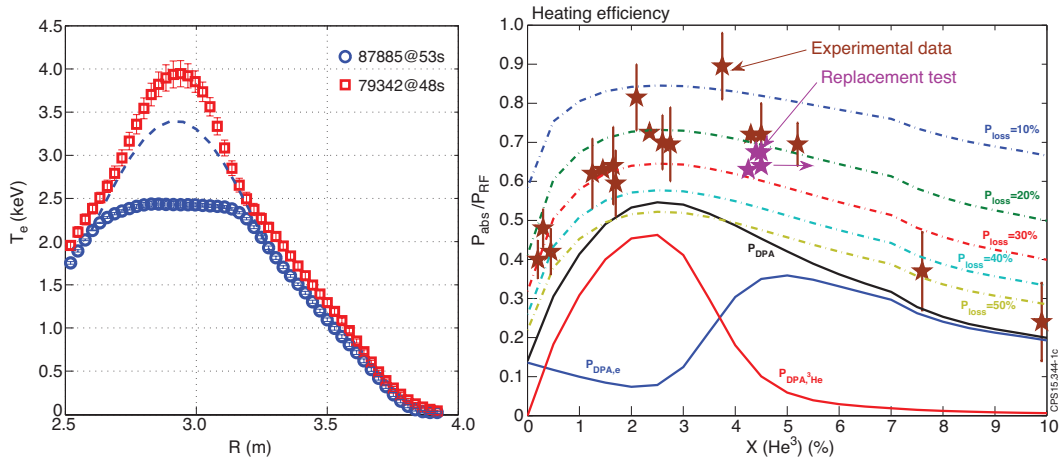 4.5
4.0
3.5
3.0
2.5
2.0
1.5
1.0
0.5
0
T_e (keV)
87885@53s
79342@48s
2.5
3.0
3.5
4.0
R (m)
Heating efficiency
1.0
0.9
0.8
0.7
0.6
0.5
0.4
0.3
0.2
0.1
0
P_abs/P_RF
Experimental data
Replacement test
P_loss=10%
P_loss=20%
P_loss=30%
P_loss=40%
P_loss=50%
P_DPA
P_DPA,e
P_DPA,³He
0
1
2
3
4
5
6
7
8
9
10
X (He³) (%)
CPS15.344-1c